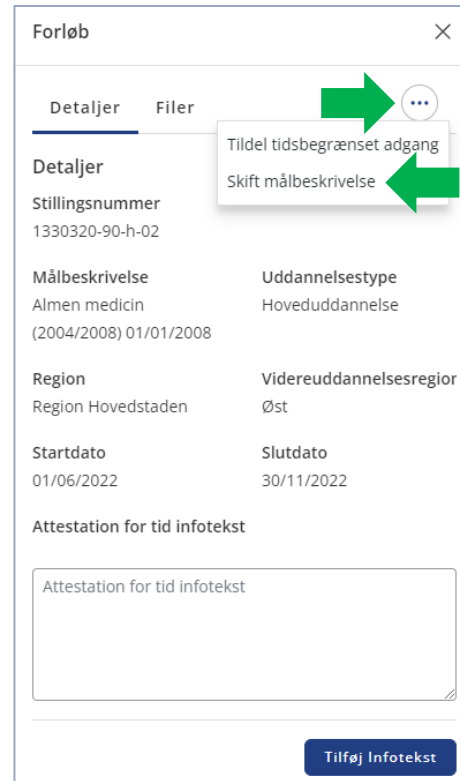 Forløb
Detaljer Filer
Tildel tidsbegrænset adgang
Skift målbeskrivelse
Detaljer
Stillingsnummer
1330320-90-h-02
Målbeskrivelse Uddannelsestype
Almen medicin Hoveduddannelse
(2004/2008) 01/01/2008
Region Videreuddannelsesregior
Region Hovedstaden Øst
Startdato Slutdato
01/06/2022 30/11/2022
Attestation for tid infotekst
Attestation for tid infotekst
Tilføj Infotekst